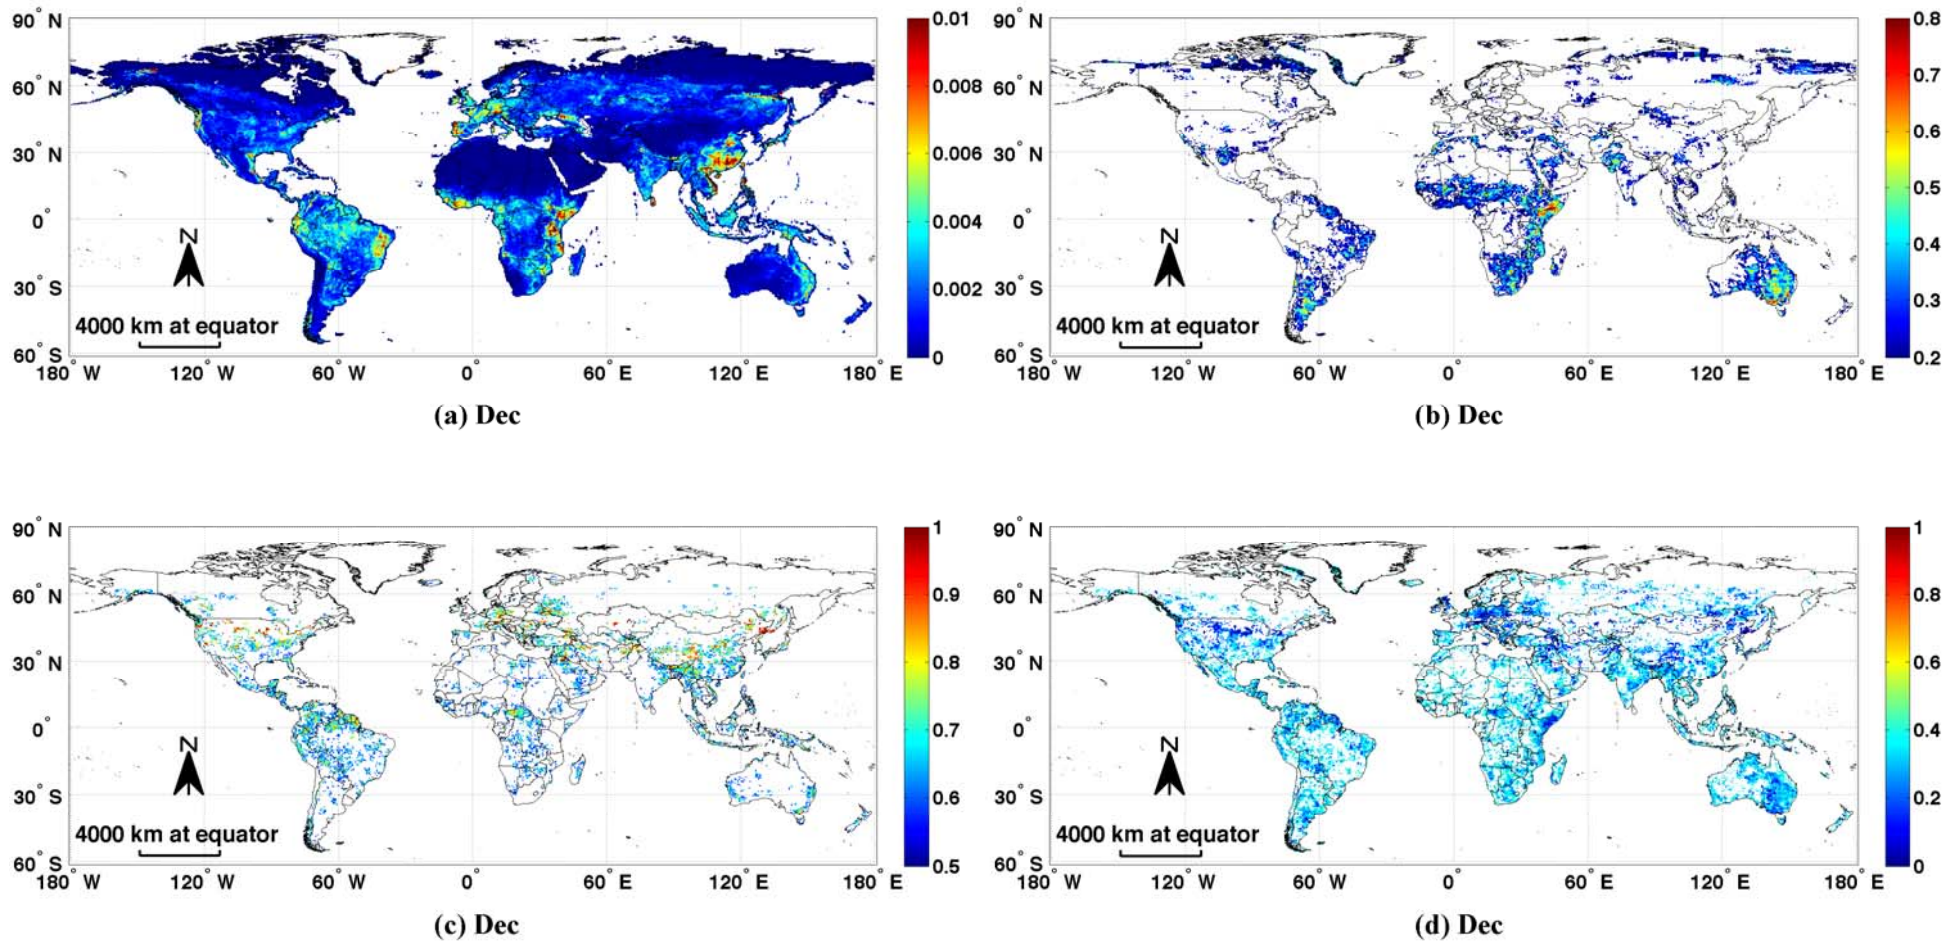 90° N
60° N
30° N
0°
30° S
60° S
180° W
120° W
60° W
0°
60° E
120° E
180° E
0.01
0.008
0.006
0.004
0.002
0
N
4000 km at equator
(a) Dec
90° N
60° N
30° N
0°
30° S
60° S
180° W
120° W
60° W
0°
60° E
120° E
180° E
0.8
0.7
0.6
0.5
0.4
0.3
0.2
N
4000 km at equator
(b) Dec
90° N
60° N
30° N
0°
30° S
60° S
180° W
120° W
60° W
0°
60° E
120° E
180° E
1
0.9
0.8
0.7
0.6
0.5
N
4000 km at equator
(c) Dec
90° N
60° N
30° N
0°
30° S
60° S
180° W
120° W
60° W
0°
60° E
120° E
180° E
1
0.8
0.6
0.4
0.2
0
N
4000 km at equator
(d) Dec